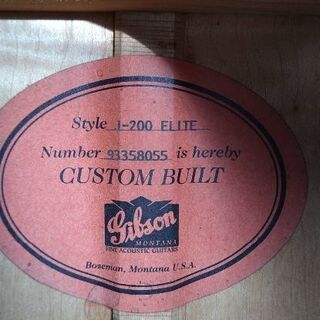 Style J-200 ELITE
Number 93358055 is hereby
CUSTOM BUILT
Gibson
MONTANA
FINE ACOUSTIC GUITARS
Bozeman, Montana U.S.A.